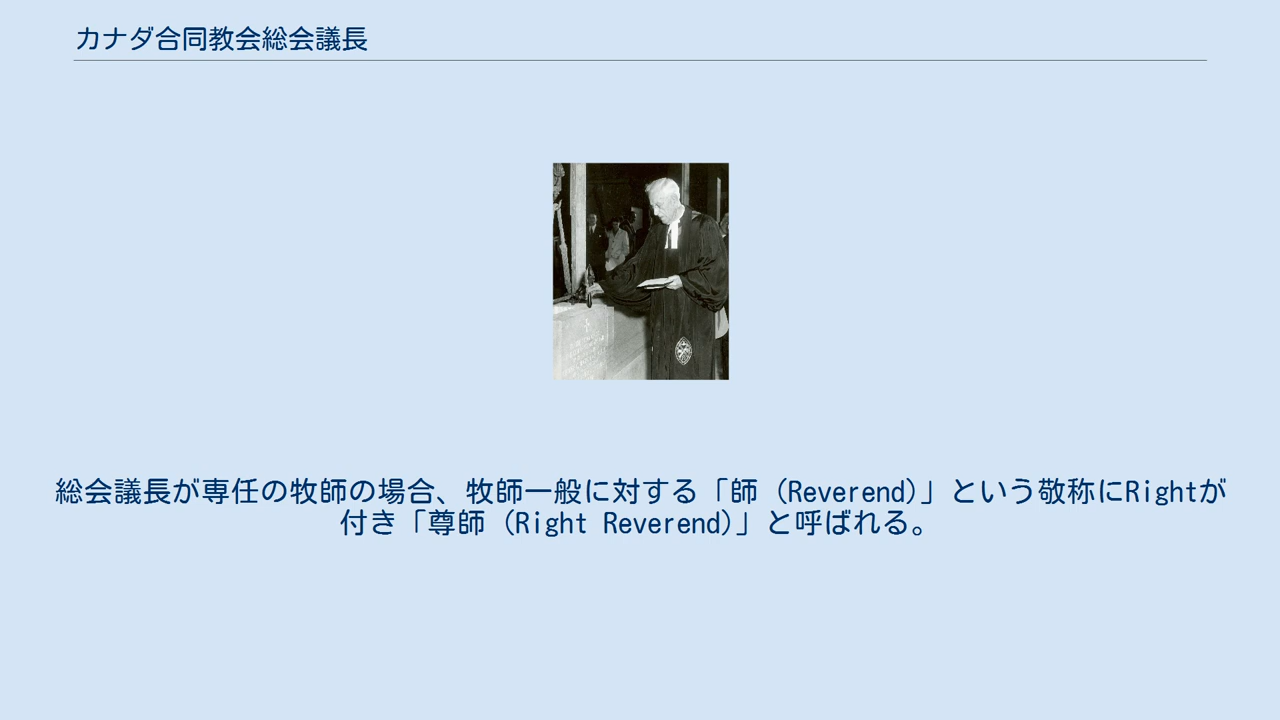 カナダ合同教会総会議長
総会議長が専任の牧師の場合、牧師一般に対する「師（Reverend)」という敬称にRightが
付き「尊師（Right Reverend)」と呼ばれる。